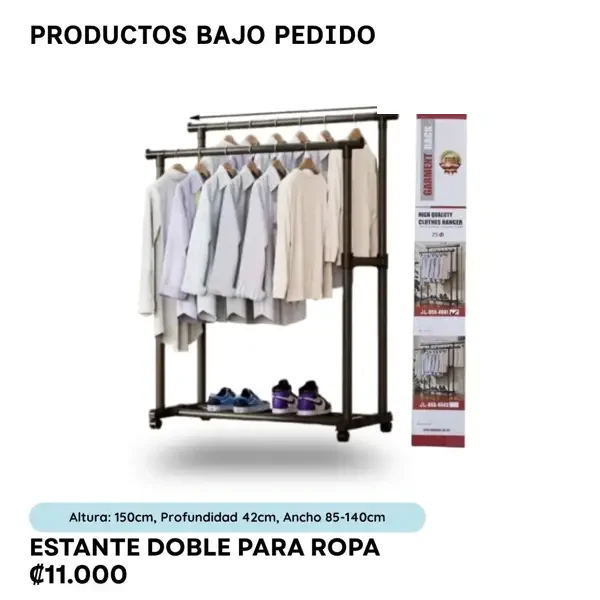 PRODUCTOS BAJO PEDIDO
GARMENT RACK
HIGH QUALITY
CLOTHES HANGER
Altura: 150cm, Profundidad 42cm, Ancho 85-140cm
ESTANTE DOBLE PARA ROPA
₡11.000